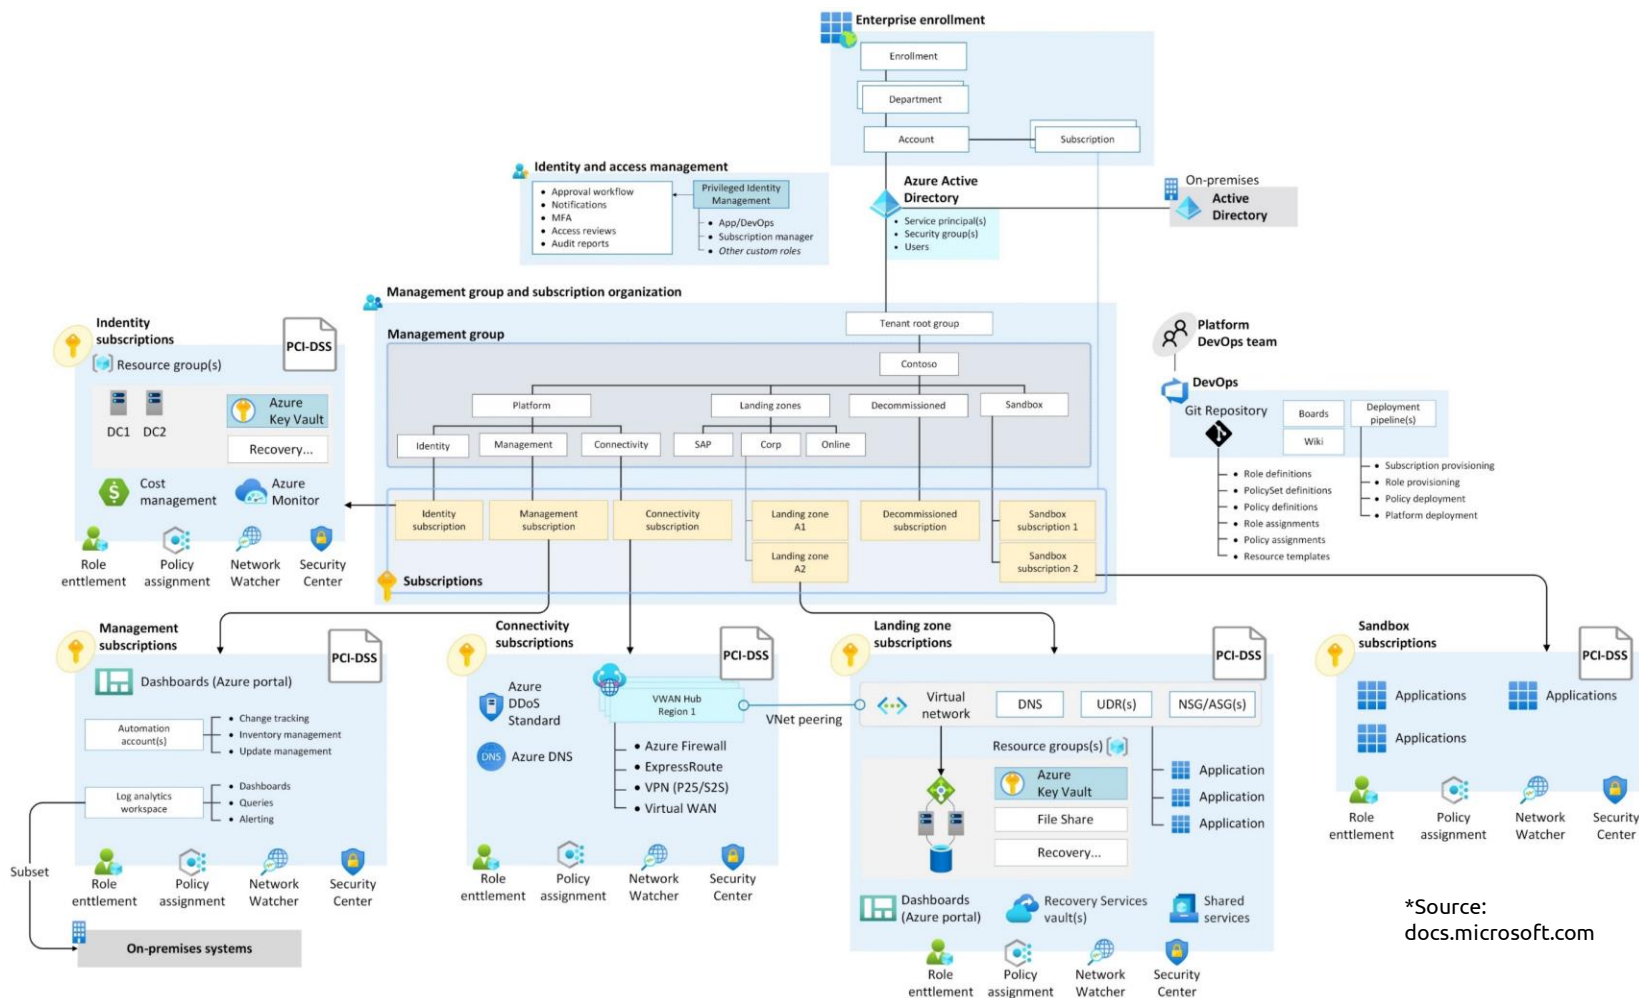 Enterprise enrollment
Enrollment
Department
Account
Subscription
Identity and access management
Approval workflow
Notifications
MFA
Access reviews
Audit reports
Privileged Identity
Management
App/DevOps
Subscription manager
Other custom roles
Azure Active
Directory
Service principal(s)
Security group(s)
Users
On-premises
Active
Directory
Management group and subscription organization
Management group
Tenant root group
Contoso
Platform
Landing zones
Decommissioned
Sandbox
Identity
Management
Connectivity
SAP
Corp
Online
Identity
subscription
Management
subscription
Connectivity
subscription
Landing zone
A1
Landing zone
A2
Decommissioned
subscription
Sandbox
subscription 1
Sandbox
subscription 2
Subscriptions
Indentity
subscriptions
PCI-DSS
Resource group(s)
DC1
DC2
Azure
Key Vault
Recovery...
Cost
management
Azure
Monitor
Role
enttlement
Policy
assignment
Network
Watcher
Security
Center
Platform
DevOps team
DevOps
Git Repository
Boards
Wiki
Deployment
pipeline(s)
Role definitions
PolicySet definitions
Policy definitions
Role assignments
Policy assignments
Resource templates
Subscription provisioning
Role provisioning
Policy deployment
Platform deployment
Management
subscriptions
PCI-DSS
Dashboards (Azure portal)
Automation
account(s)
Change tracking
Inventory management
Update management
Log analytics
workspace
Dashboards
Queries
Alerting
Subset
Role
enttlement
Policy
assignment
Network
Watcher
Security
Center
On-premises systems
Connectivity
subscriptions
PCI-DSS
Azure
DDoS
Standard
Azure DNS
DNS
VWAN Hub
Region 1
Azure Firewall
ExpressRoute
VPN (P25/S2S)
Virtual WAN
VNet peering
Role
enttlement
Policy
assignment
Network
Watcher
Security
Center
Landing zone
subscriptions
PCI-DSS
Virtual
network
DNS
UDR(s)
NSG/ASG(s)
Resource groups(s)
Azure
Key Vault
File Share
Recovery...
Application
Application
Application
Dashboards
(Azure portal)
Recovery Services
vault(s)
Shared
services
Role
enttlement
Policy
assignment
Network
Watcher
Security
Center
Sandbox
subscriptions
PCI-DSS
Applications
Applications
Applications
Role
enttlement
Policy
assignment
Network
Watcher
Security
Center
*Source:
docs.microsoft.com